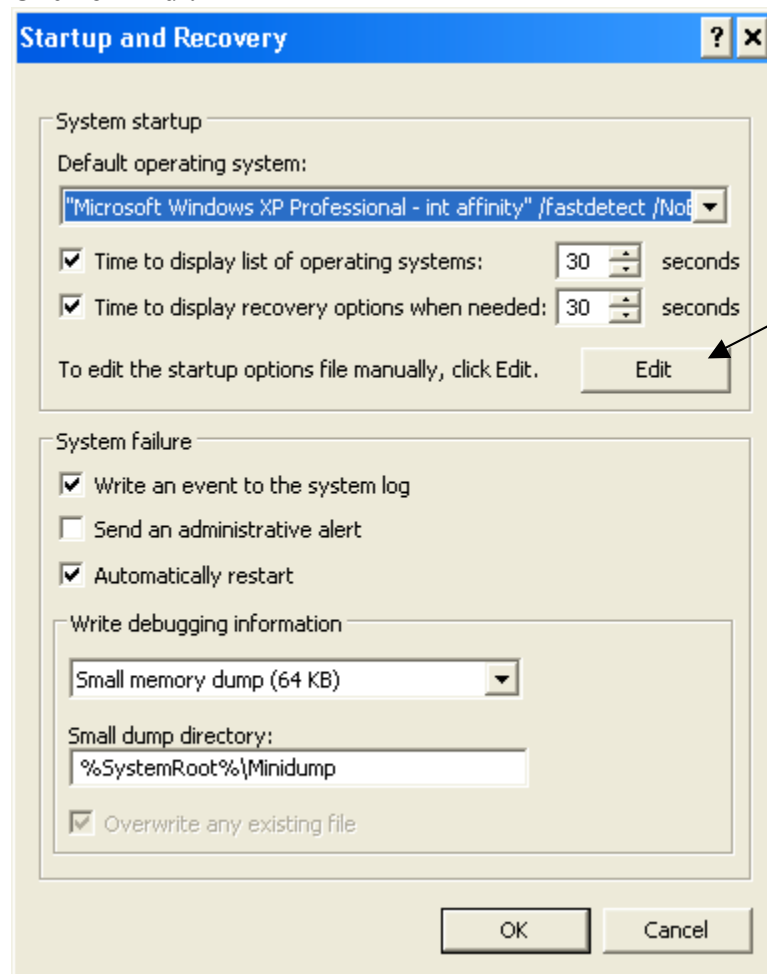 Startup and Recovery
System startup
Default operating system:
"Microsoft Windows XP Professional - int affinity" /fastdetect
Time to display list of operating systems: 30 seconds
Time to display recovery options when needed: 30 seconds
To edit the startup options file manually, click Edit. Edit
System failure
Write an event to the system log
Send an administrative alert
Automatically restart
Write debugging information
Small memory dump (64 KB)
Small dump directory:
%SystemRoot%\Minidump
Overwrite any existing file
OK Cancel